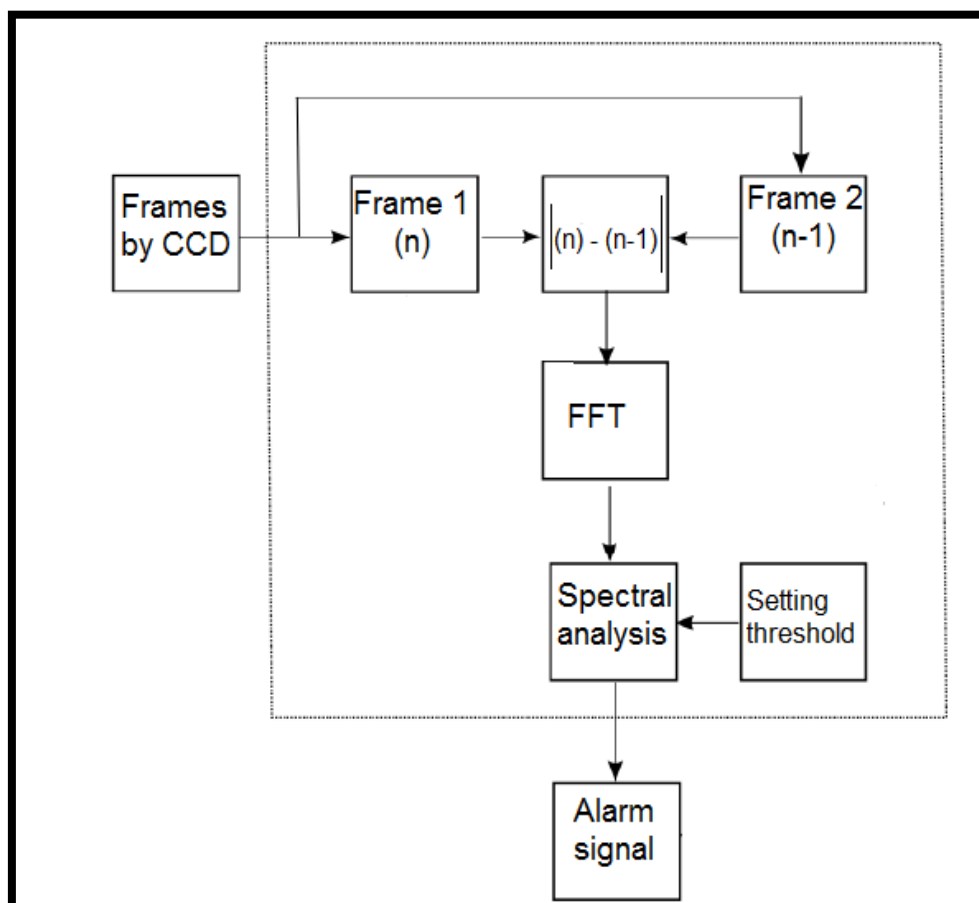 Frames
by CCD
Frame 1
(n)
|(n) - (n-1)|
Frame 2
(n-1)
FFT
Spectral
analysis
Setting
threshold
Alarm
signal